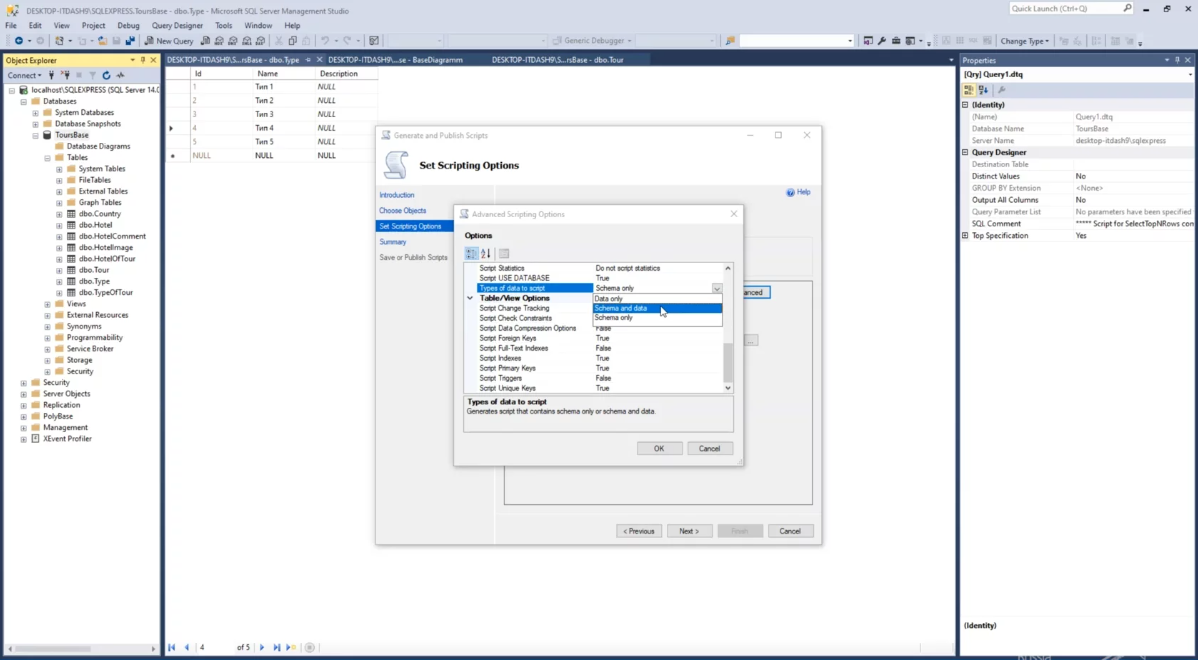 DESKTOP-ITDASH9\SQLEXPRESS.ToursBase - dbo.Type - Microsoft SQL Server Management Studio
Quick Launch (Ctrl+Q)
File Edit View Project Debug Query Designer Tools Window Help
New Query
Generic Debugger
Change Type
Object Explorer
Connect
localhost\SQLEXPRESS (SQL Server 14.0
Databases
System Databases
Database Snapshots
ToursBase
Database Diagrams
Tables
System Tables
FileTables
External Tables
Graph Tables
dbo.Country
dbo.Hotel
dbo.HotelComment
dbo.HotelImage
dbo.HotelOfTour
dbo.Tour
dbo.Type
dbo.TypeOfTour
Views
External Resources
Synonyms
Programmability
Service Broker
Storage
Security
Security
Server Objects
Replication
PolyBase
Management
XEvent Profiler
DESKTOP-ITDASH9\S...rsBase - dbo.Type
DESKTOP-ITDASH9\...se - BaseDiagramm
DESKTOP-ITDASH9\S...rsBase - dbo.Tour
Id Name Description
1 Тип 1 NULL
2 Тип 2 NULL
3 Тип 3 NULL
4 Тип 4 NULL
5 Тип 5 NULL
NULL NULL NULL
4 of 5
Generate and Publish Scripts
Set Scripting Options
Introduction
Choose Objects
Set Scripting Options
Summary
Save or Publish Scripts
Help
anced
...
Advanced Scripting Options
Options
Script Statistics Do not script statistics
Script USE DATABASE True
Types of data to script Schema only
Data only
Schema and data
Schema only
Table/View Options
Script Change Tracking
Script Check Constraints
Script Data Compression Options False
Script Foreign Keys True
Script Full-Text Indexes False
Script Indexes True
Script Primary Keys True
Script Triggers False
Script Unique Keys True
Types of data to script
Generates script that contains schema only or schema and data.
OK Cancel
< Previous Next > Finish Cancel
Properties
[Qry] Query1.dtq
(Identity)
(Name) Query1.dtq
Database Name ToursBase
Server Name desktop-itdash9\sqlexpress
Query Designer
Destination Table
Distinct Values No
GROUP BY Extension <None>
Output All Columns No
Query Parameter List No parameters have been specified
SQL Comment ***** Script for SelectTopNRows con
Top Specification Yes
(Identity)